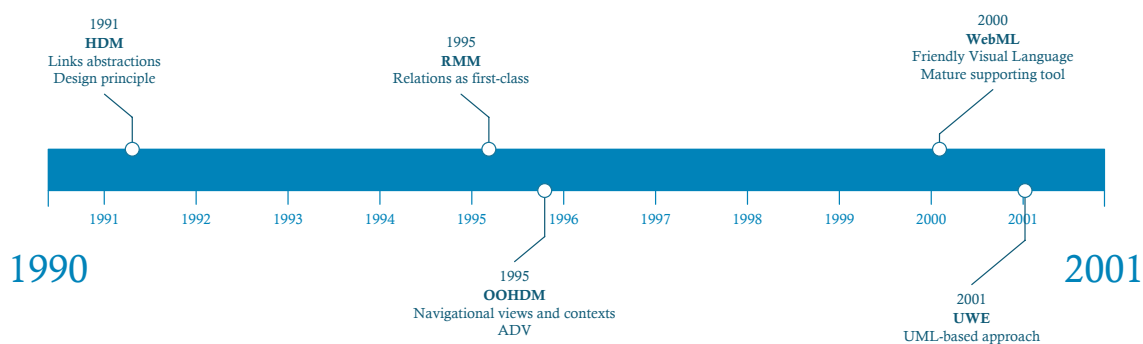 1991
HDM
Links abstractions
Design principle
1995
RMM
Relations as first-class
2000
WebML
Friendly Visual Language
Mature supporting tool
1991
1992
1993
1994
1995
1996
1997
1998
1999
2000
2001
1990
2001
1995
OOHDM
Navigational views and contexts
ADV
2001
UWE
UML-based approach